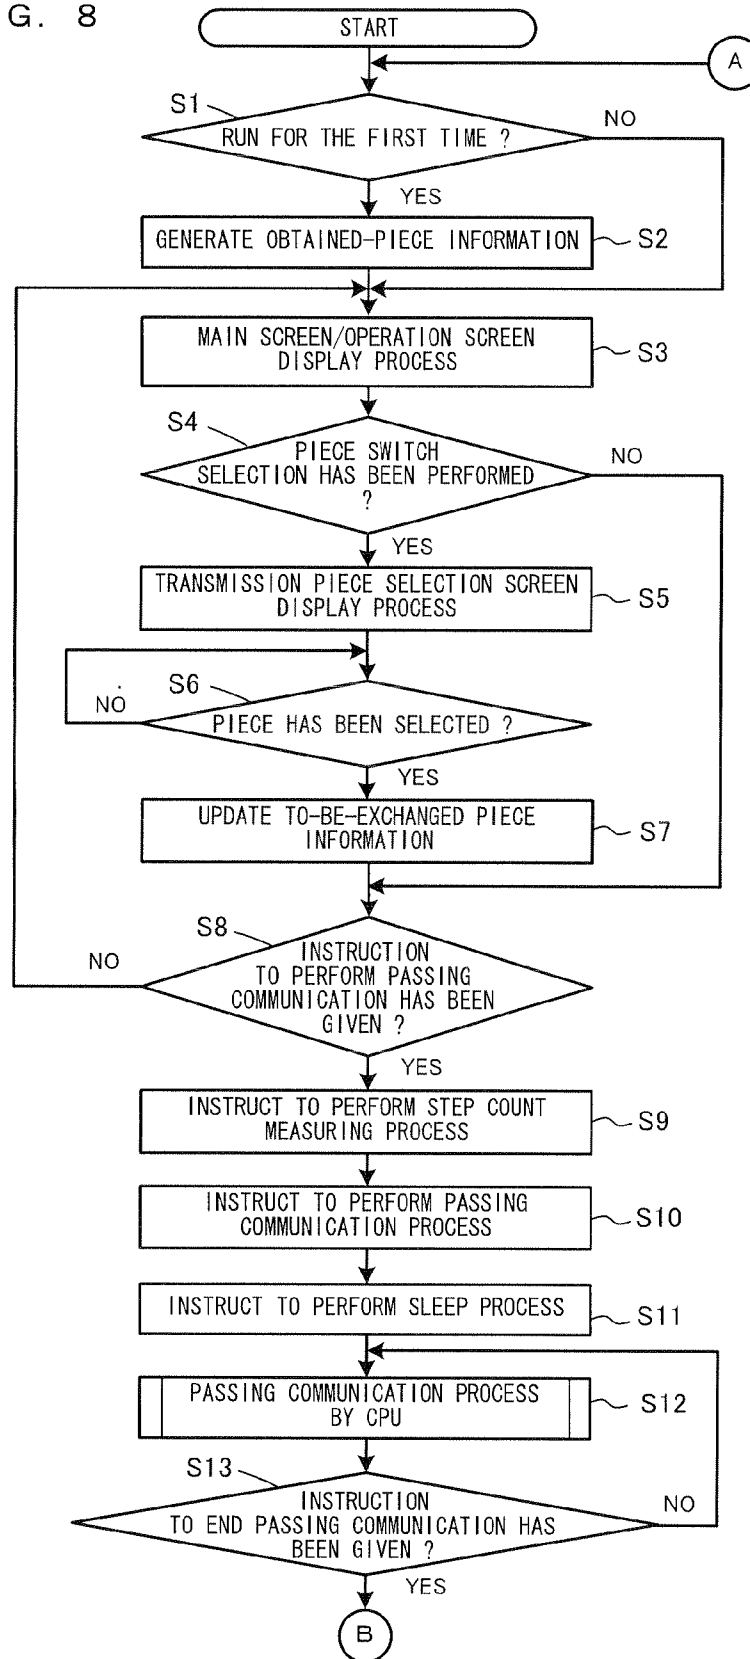 G. 8
START
A
S1
RUN FOR THE FIRST TIME ?
NO
YES
GENERATE OBTAINED-PIECE INFORMATION
S2
MAIN SCREEN/OPERATION SCREEN
DISPLAY PROCESS
S3
S4
PIECE SWITCH
SELECTION HAS BEEN PERFORMED
?
NO
YES
TRANSMISSION PIECE SELECTION SCREEN
DISPLAY PROCESS
S5
S6
NO
PIECE HAS BEEN SELECTED ?
YES
UPDATE TO-BE-EXCHANGED PIECE
INFORMATION
S7
S8
NO
INSTRUCTION
TO PERFORM PASSING
COMMUNICATION HAS BEEN
GIVEN ?
YES
INSTRUCT TO PERFORM STEP COUNT
MEASURING PROCESS
S9
INSTRUCT TO PERFORM PASSING
COMMUNICATION PROCESS
S10
INSTRUCT TO PERFORM SLEEP PROCESS
S11
PASSING COMMUNICATION PROCESS
BY CPU
S12
S13
INSTRUCTION
TO END PASSING COMMUNICATION HAS
BEEN GIVEN ?
NO
YES
B